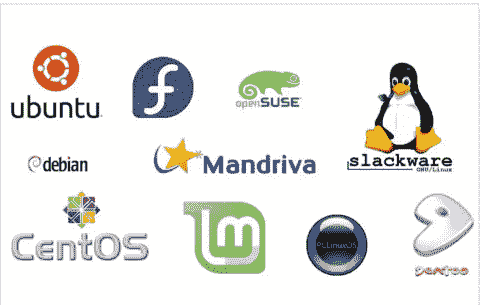 ubuntu
openSUSE
slackware
GNU/Linux
debian
Mandriva
CentOS
PCLinuxOS
gentoo